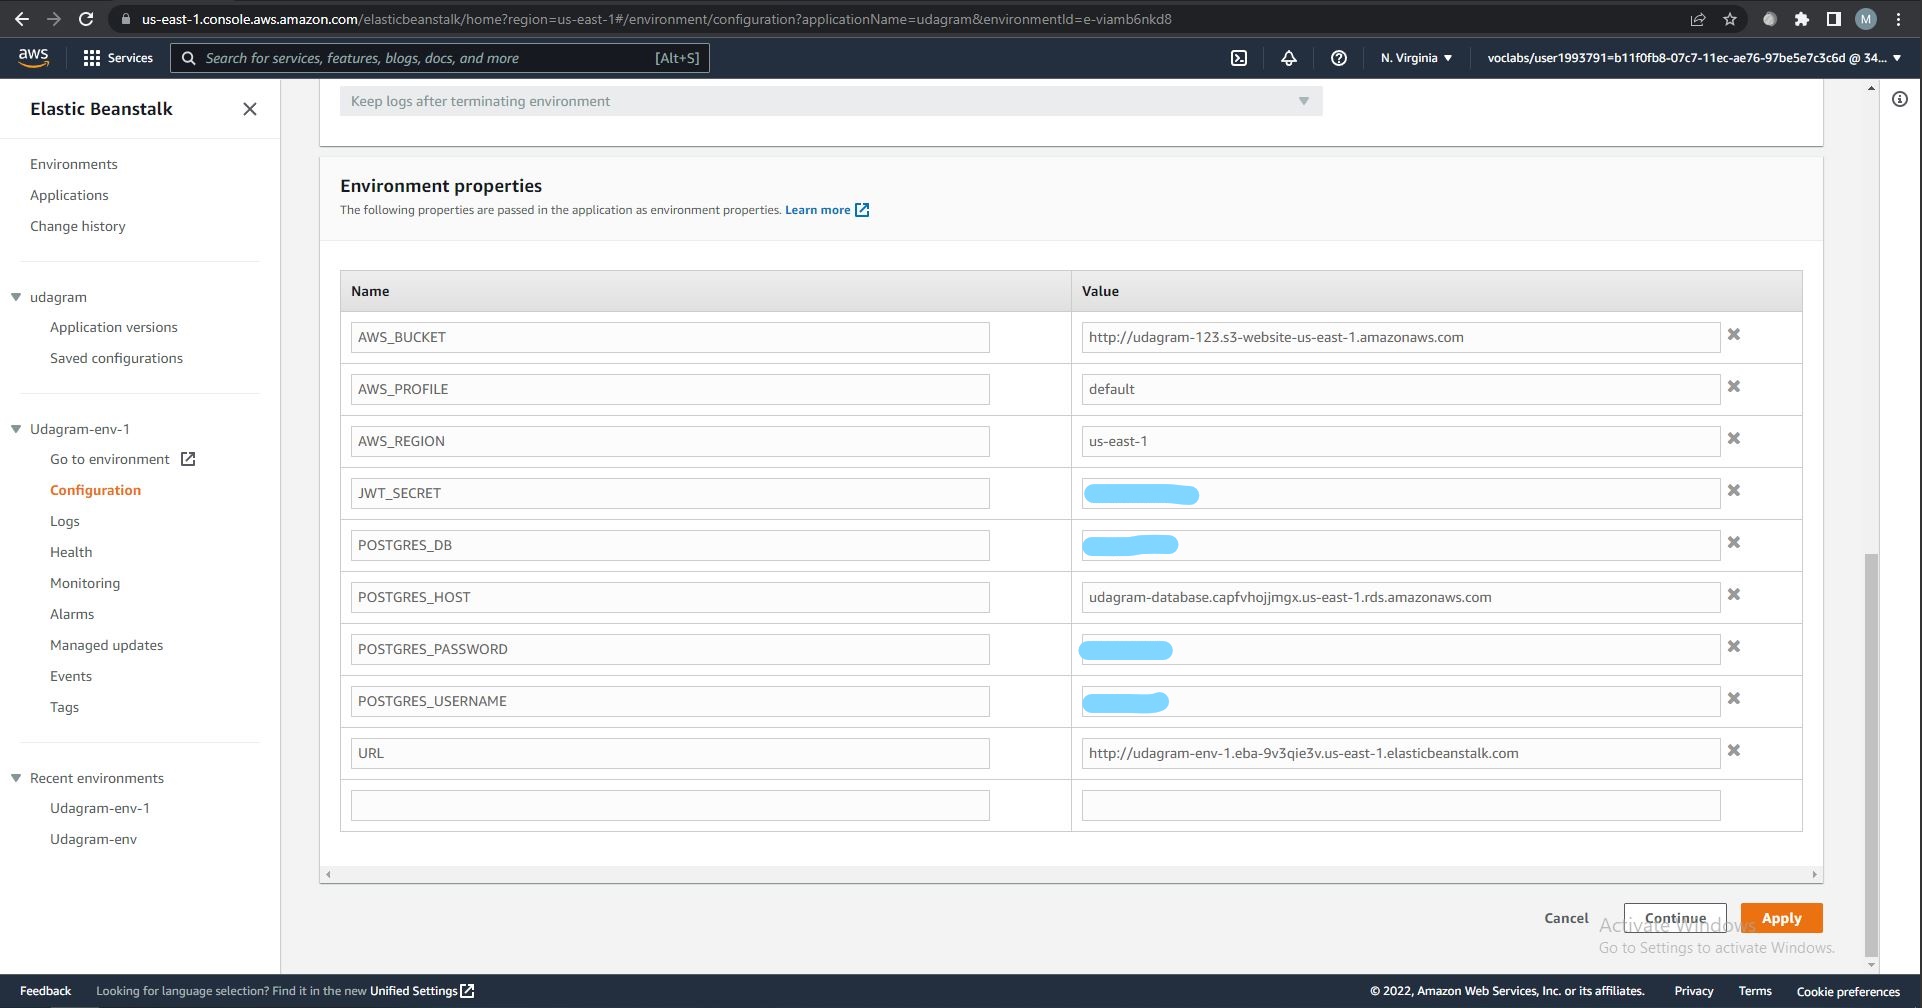 us-east-1.console.aws.amazon.com/elasticbeanstalk/home?region=us-east-1#/environment/configuration?applicationName=udagram&environmentId=e-viamb6nkd8
M
aws
Services
Search for services, features, blogs, docs, and more
[Alt+S]
N. Virginia
voclabs/user1993791=b11f0fb8-07c7-11ec-ae76-97be5e7c3c6d @ 34...
Elastic Beanstalk
Environments
Applications
Change history
udagram
Application versions
Saved configurations
Udagram-env-1
Go to environment
Configuration
Logs
Health
Monitoring
Alarms
Managed updates
Events
Tags
Recent environments
Udagram-env-1
Udagram-env
Keep logs after terminating environment
Environment properties
The following properties are passed in the application as environment properties. Learn more
Name Value
AWS_BUCKET http://udagram-123.s3-website-us-east-1.amazonaws.com
AWS_PROFILE default
AWS_REGION us-east-1
JWT_SECRET
POSTGRES_DB
POSTGRES_HOST udagram-database.capfvhojjmgx.us-east-1.rds.amazonaws.com
POSTGRES_PASSWORD
POSTGRES_USERNAME
URL http://udagram-env-1.eba-9v3qie3v.us-east-1.elasticbeanstalk.com
Cancel Continue Apply
Activate Windows
Go to Settings to activate Windows.
Feedback
Looking for language selection? Find it in the new Unified Settings
© 2022, Amazon Web Services, Inc. or its affiliates.
Privacy
Terms
Cookie preferences